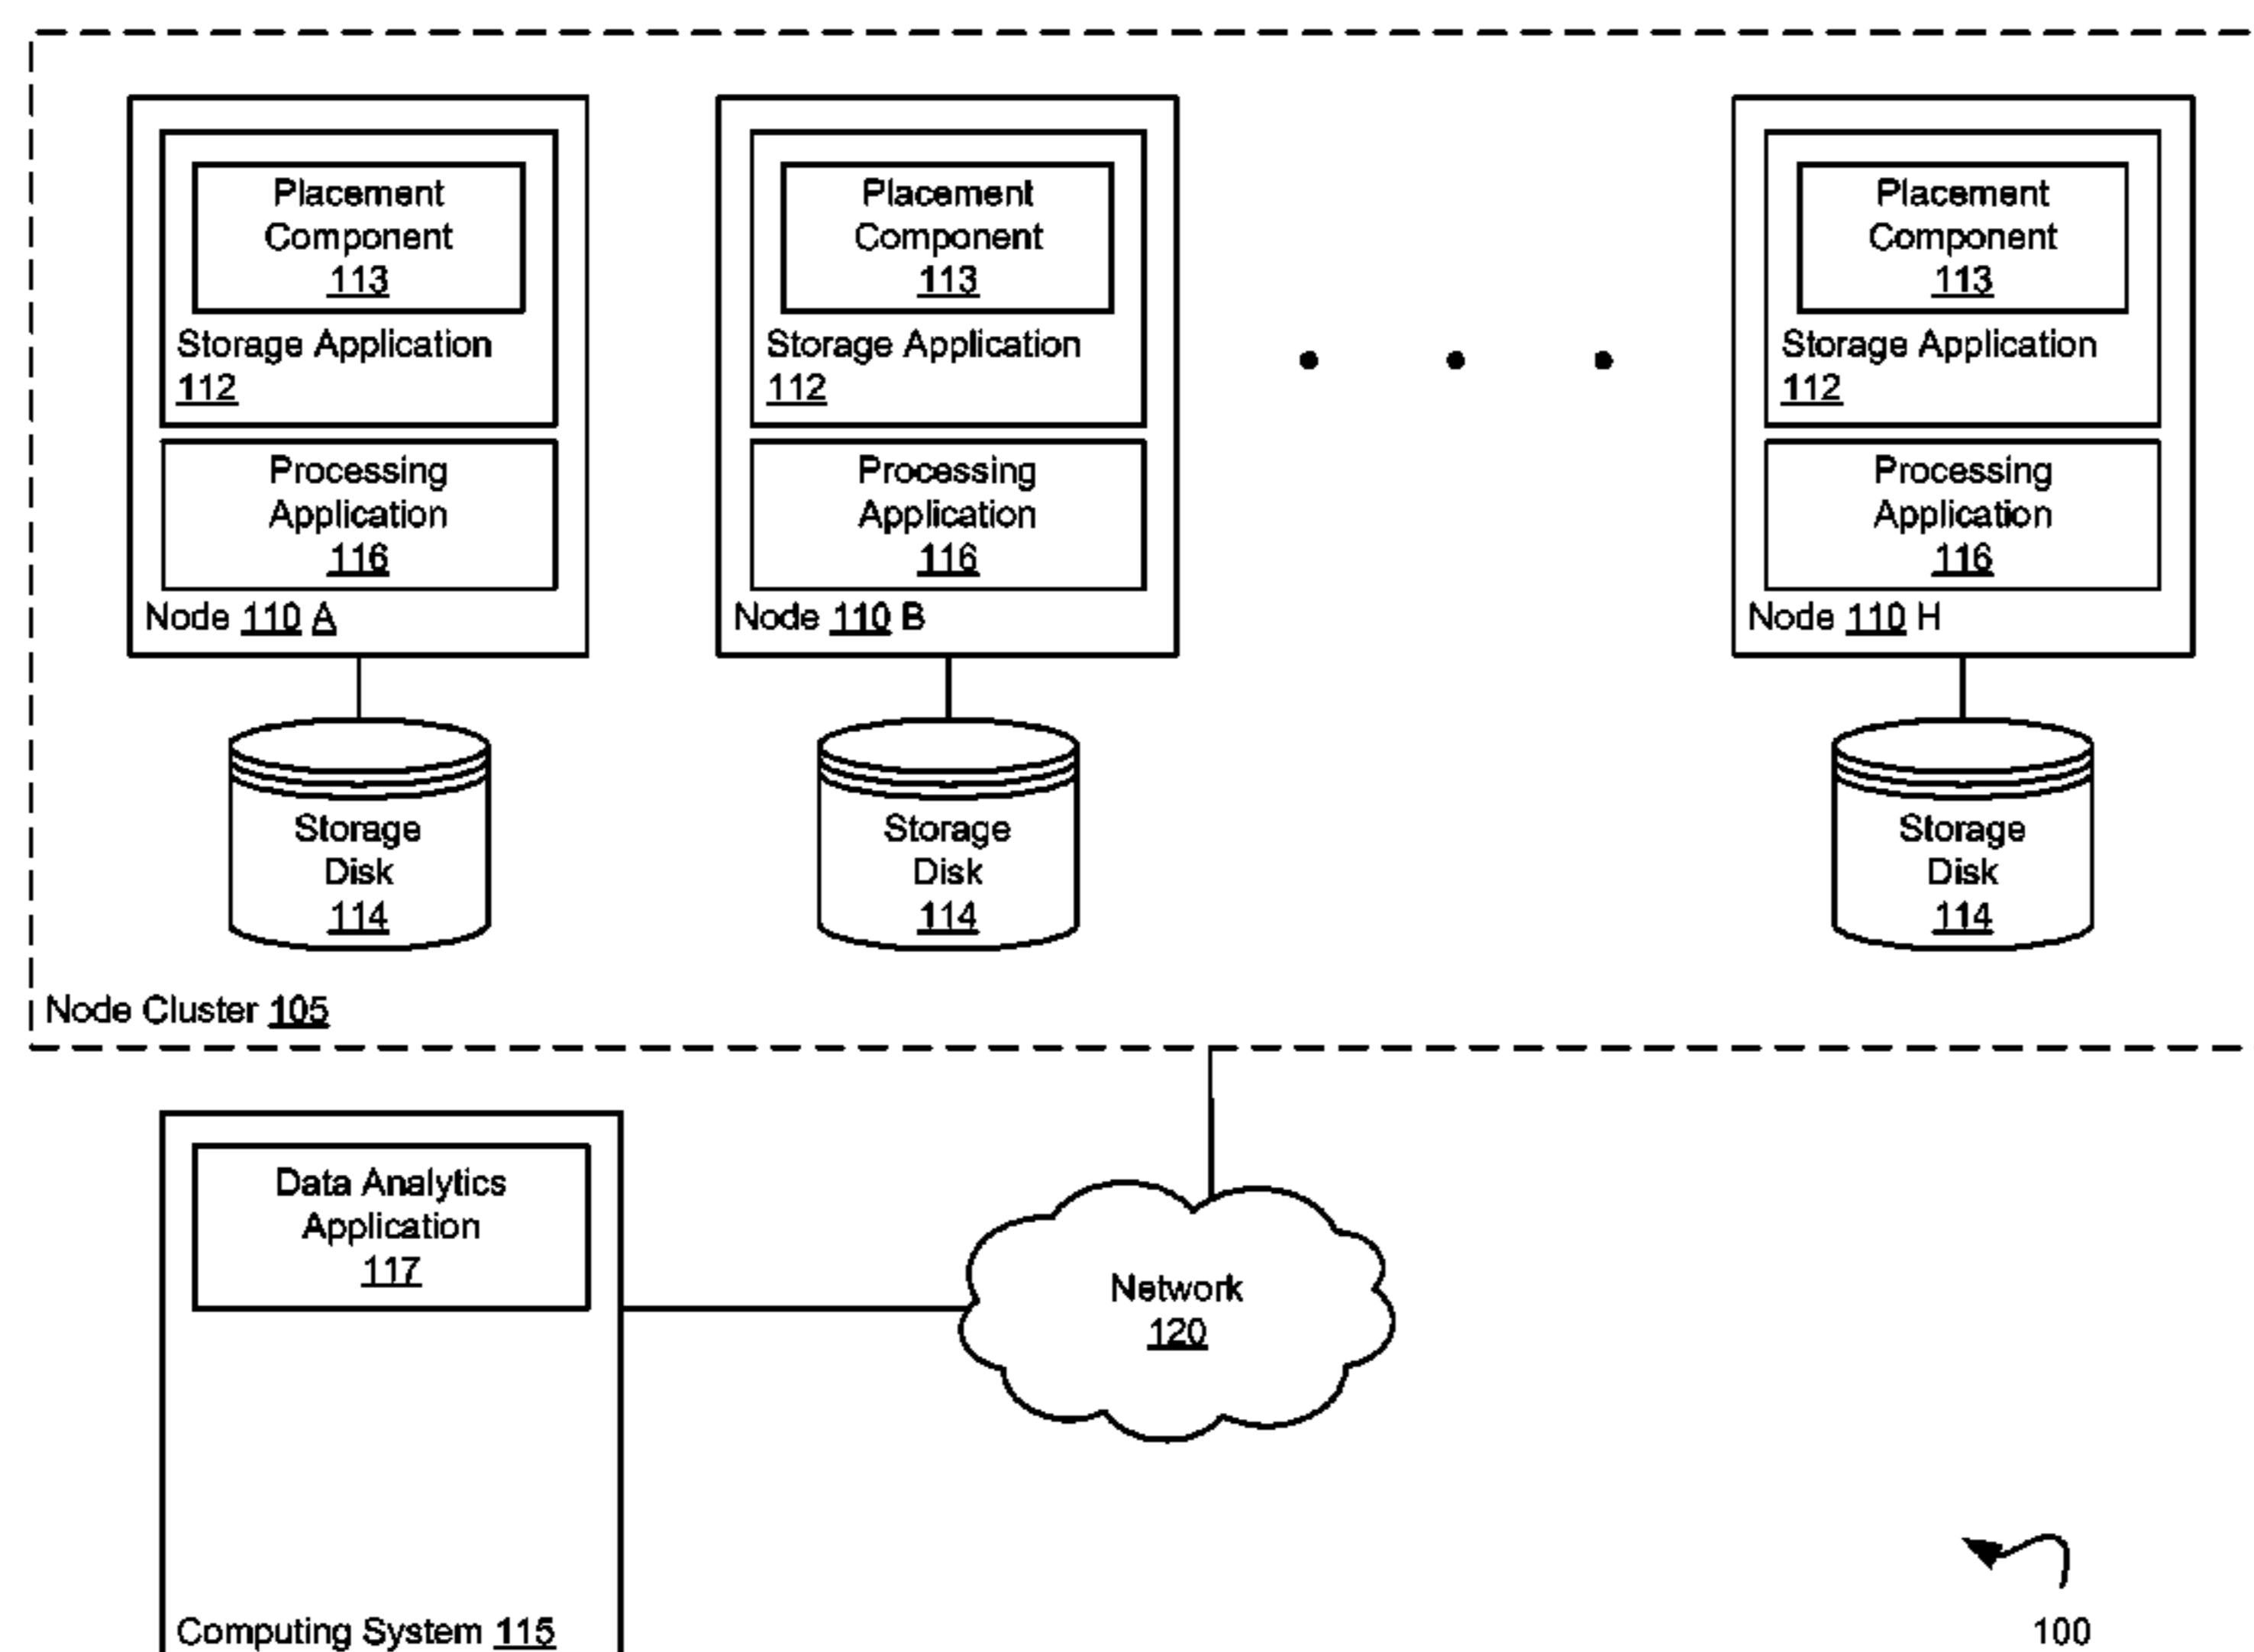 Placement
Component
113
Storage Application
112
Processing
Application
116
Node 110 A
Storage
Disk
114
Placement
Component
113
Storage Application
112
Processing
Application
116
Node 110 B
Storage
Disk
114
Placement
Component
113
Storage Application
112
Processing
Application
116
Node 110 H
Storage
Disk
114
Node Cluster 105
Data Analytics
Application
117
Computing System 115
Network
120
100